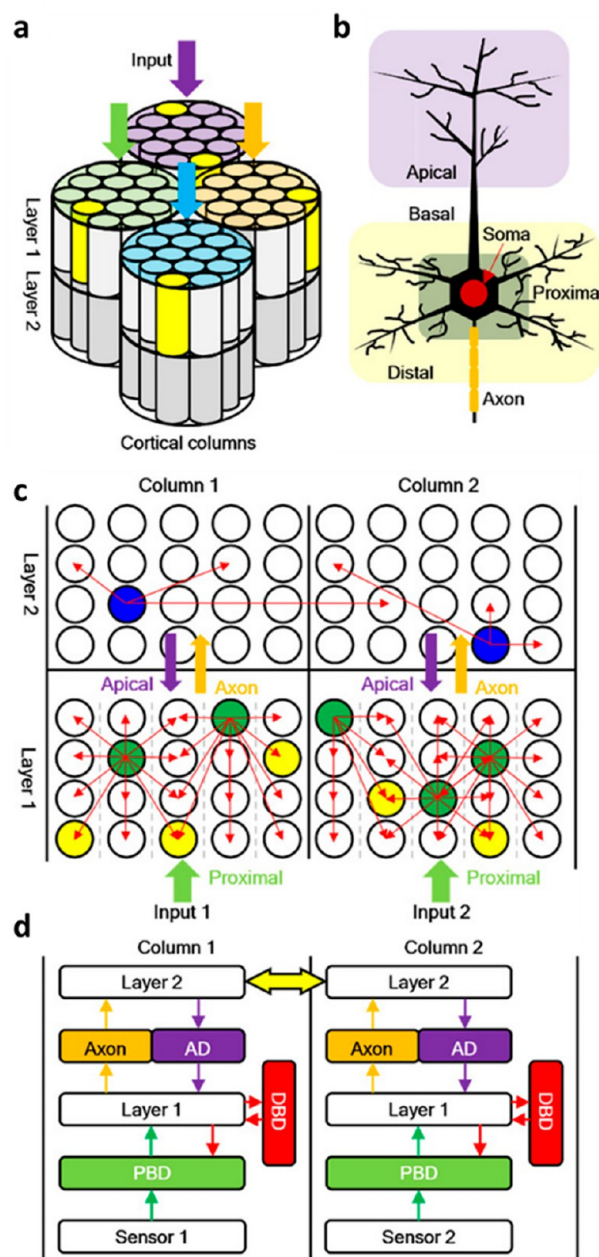 a
b
Input
Layer 1
Layer 2
Cortical columns
Apical
Basal
Soma
Proxima
Distal
Axon
c
Column 1
Column 2
Layer 2
Apical
Axon
Apical
Axon
Layer 1
Proximal
Proximal
Input 1
Input 2
d
Column 1
Column 2
Layer 2
Layer 2
Axon
AD
Axon
AD
Layer 1
DBD
Layer 1
DBD
PBD
PBD
Sensor 1
Sensor 2